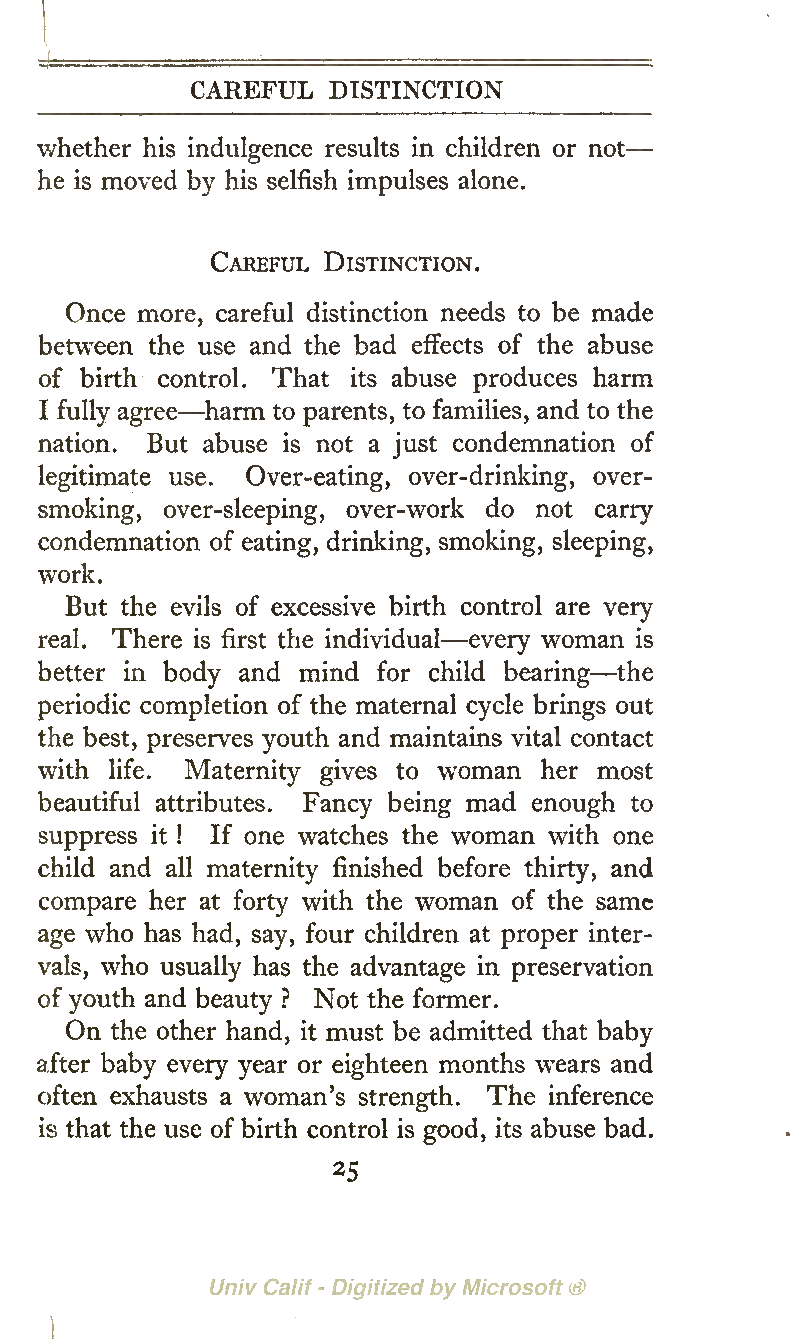 CAREFUL DISTINCTION
whether his indulgence results in children or not—
he is moved by his selfish impulses alone.
CAREFUL DISTINCTION.
Once more, careful distinction needs to be made
between the use and the bad effects of the abuse
of birth control. That its abuse produces harm
I fully agree—harm to parents, to families, and to the
nation. But abuse is not a just condemnation of
legitimate use. Over-eating, over-drinking, over-
smoking, over-sleeping, over-work do not carry
condemnation of eating, drinking, smoking, sleeping,
work.
But the evils of excessive birth control are very
real. There is first the individual—every woman is
better in body and mind for child bearing—the
periodic completion of the maternal cycle brings out
the best, preserves youth and maintains vital contact
with life. Maternity gives to woman her most
beautiful attributes. Fancy being mad enough to
suppress it ! If one watches the woman with one
child and all maternity finished before thirty, and
compare her at forty with the woman of the same
age who has had, say, four children at proper inter-
vals, who usually has the advantage in preservation
of youth and beauty ? Not the former.
On the other hand, it must be admitted that baby
after baby every year or eighteen months wears and
often exhausts a woman's strength. The inference
is that the use of birth control is good, its abuse bad.
25
Univ Calif - Digitized by Microsoft ®